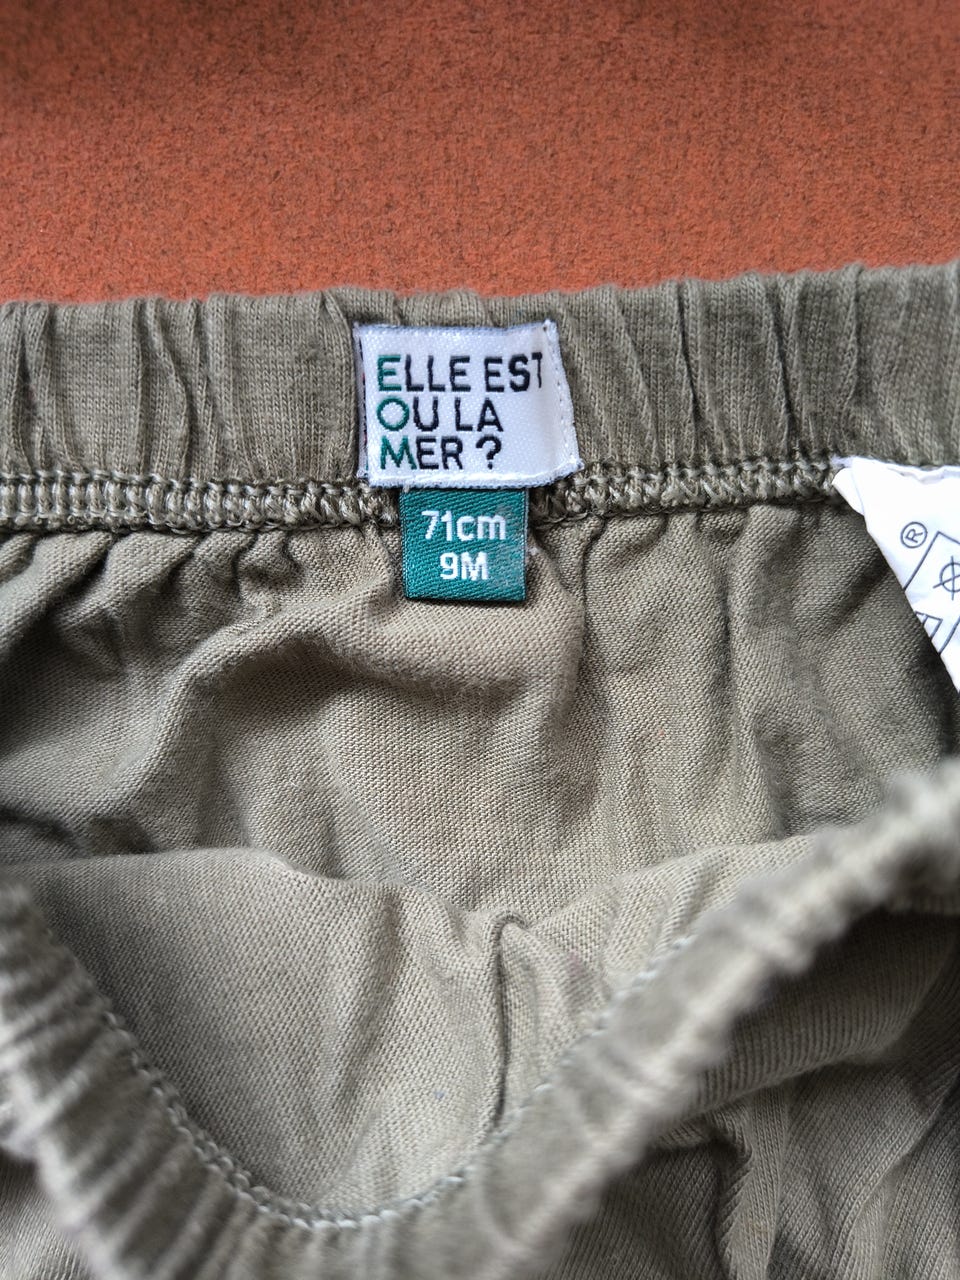 ELLE EST
OU LA
MER ?
71cm
9M
®